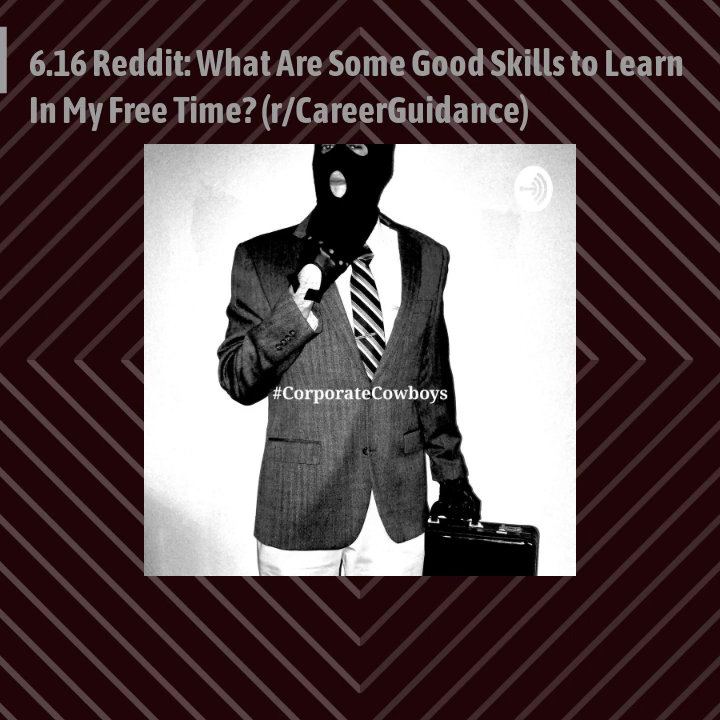 6.16 Reddit: What Are Some Good Skills to Learn
In My Free Time? (r/CareerGuidance)
#CorporateCowboys